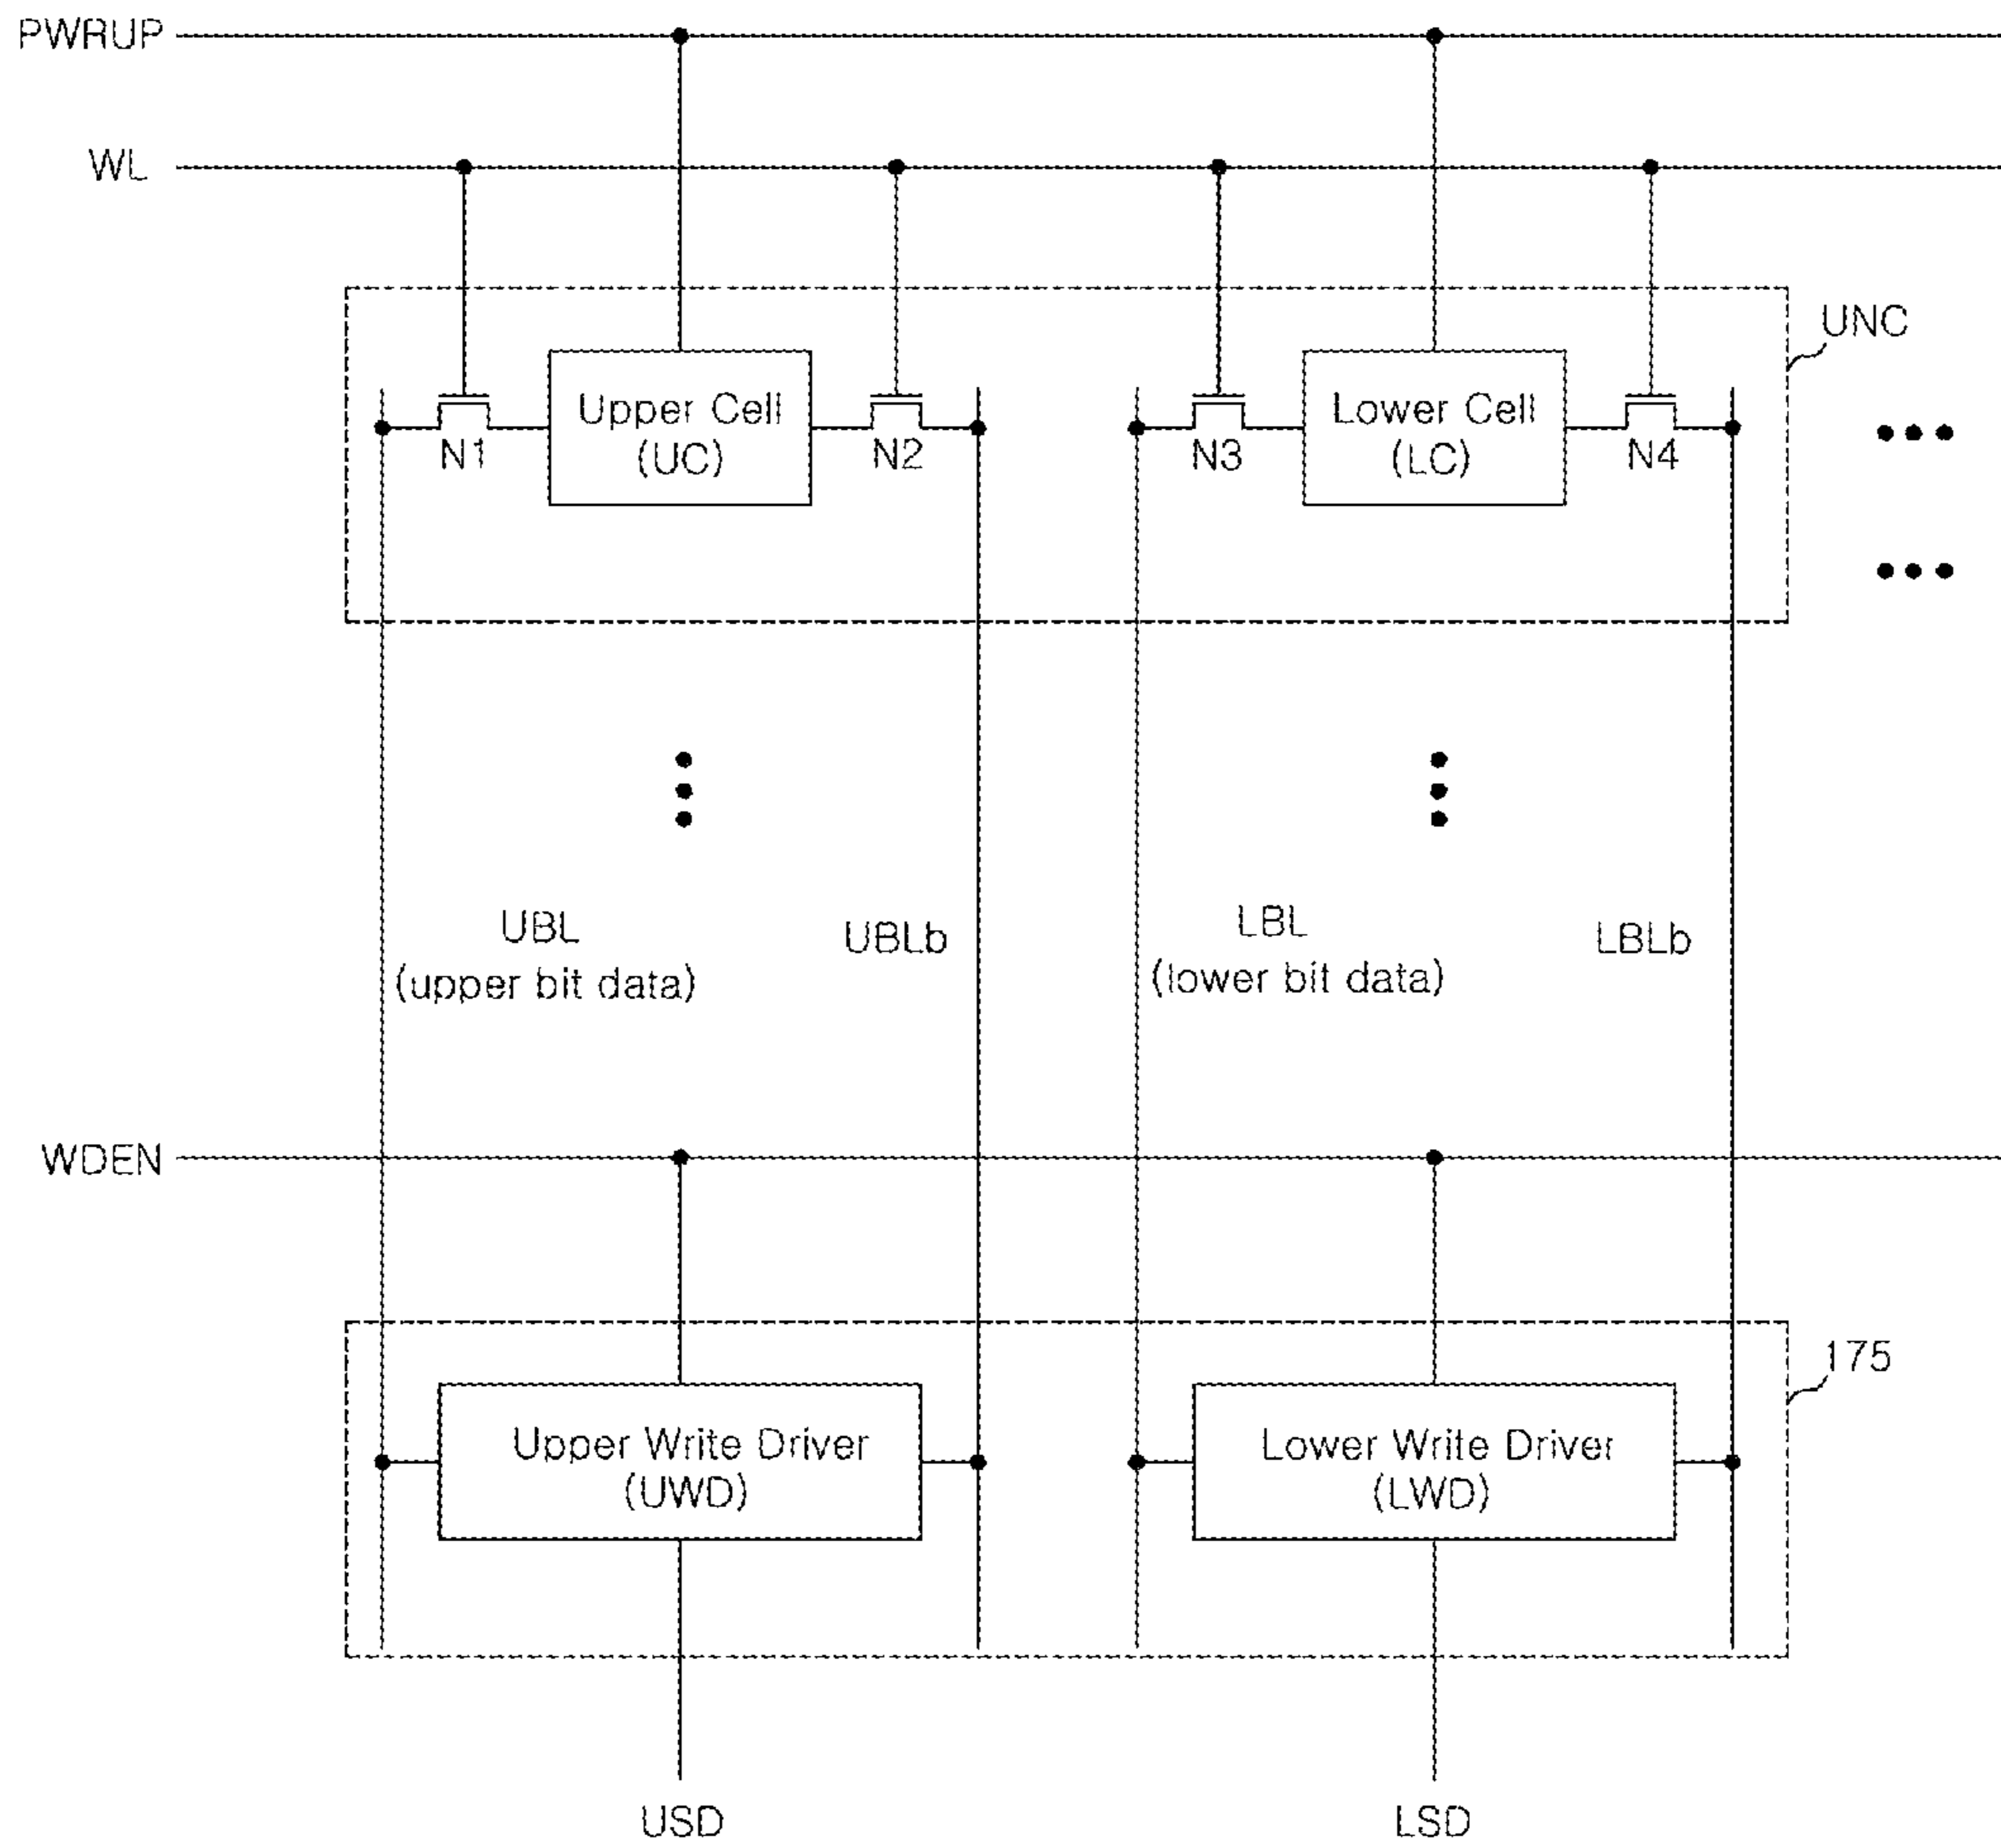 PWRUP
WL
UNC
Upper Cell
(UC)
Lower Cell
(LC)
N1
N2
N3
N4
UBL
(upper bit data)
UBLb
LBL
(lower bit data)
LBLb
WDEN
175
Upper Write Driver
(UWD)
Lower Write Driver
(LWD)
USD
LSD